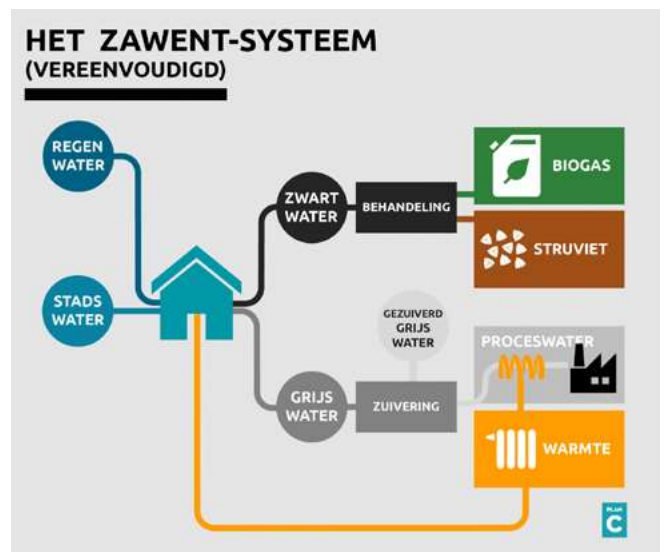 HET ZAWENT-SYSTEEM
(VEREENVOUDIGD)
REGEN
WATER
STADS
WATER
ZWART
WATER
BEHANDELING
BIOGAS
STRUVIET
GRIJS
WATER
ZUIVERING
GEZUIVERD
GRIJS
WATER
PROCESWATER
WARMTE
PLAN
C